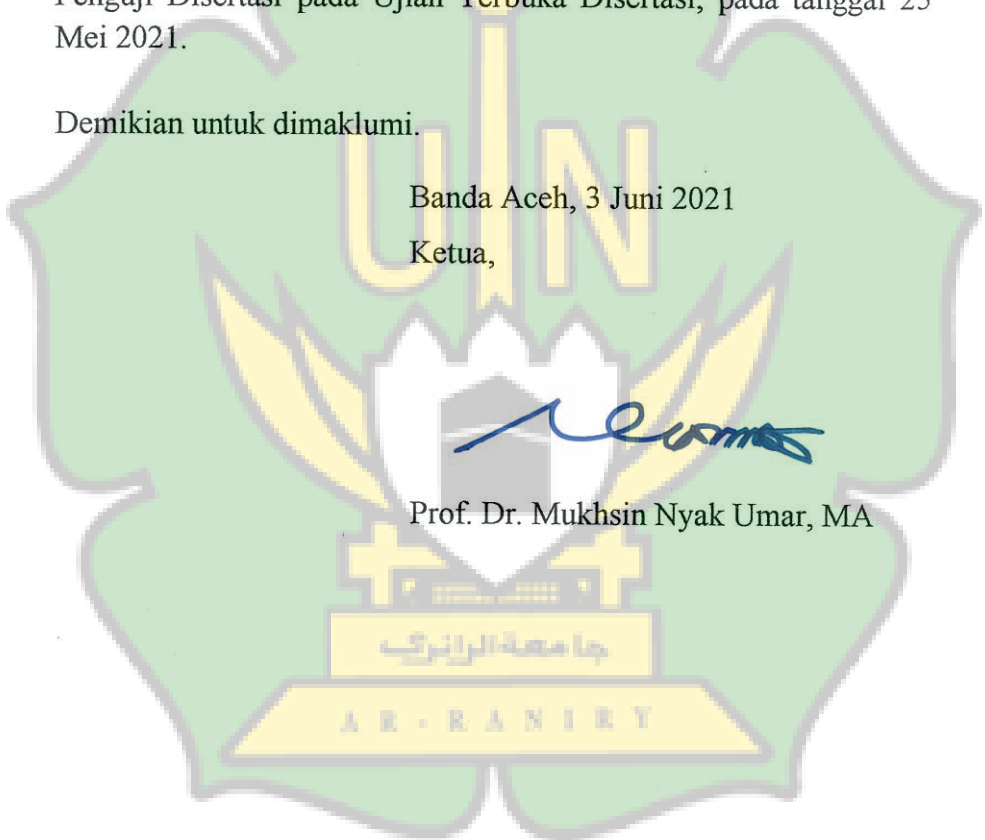 Penguji Disertasi pada Ujian Terbuka Disertasi, pada tanggal 25
Mei 2021.
Demikian untuk dimaklumi.
UIN
Banda Aceh, 3 Juni 2021
Ketua,
Prof. Dr. Mukhsin Nyak Umar, MA
جامعة الرانري
AR-RANIRY